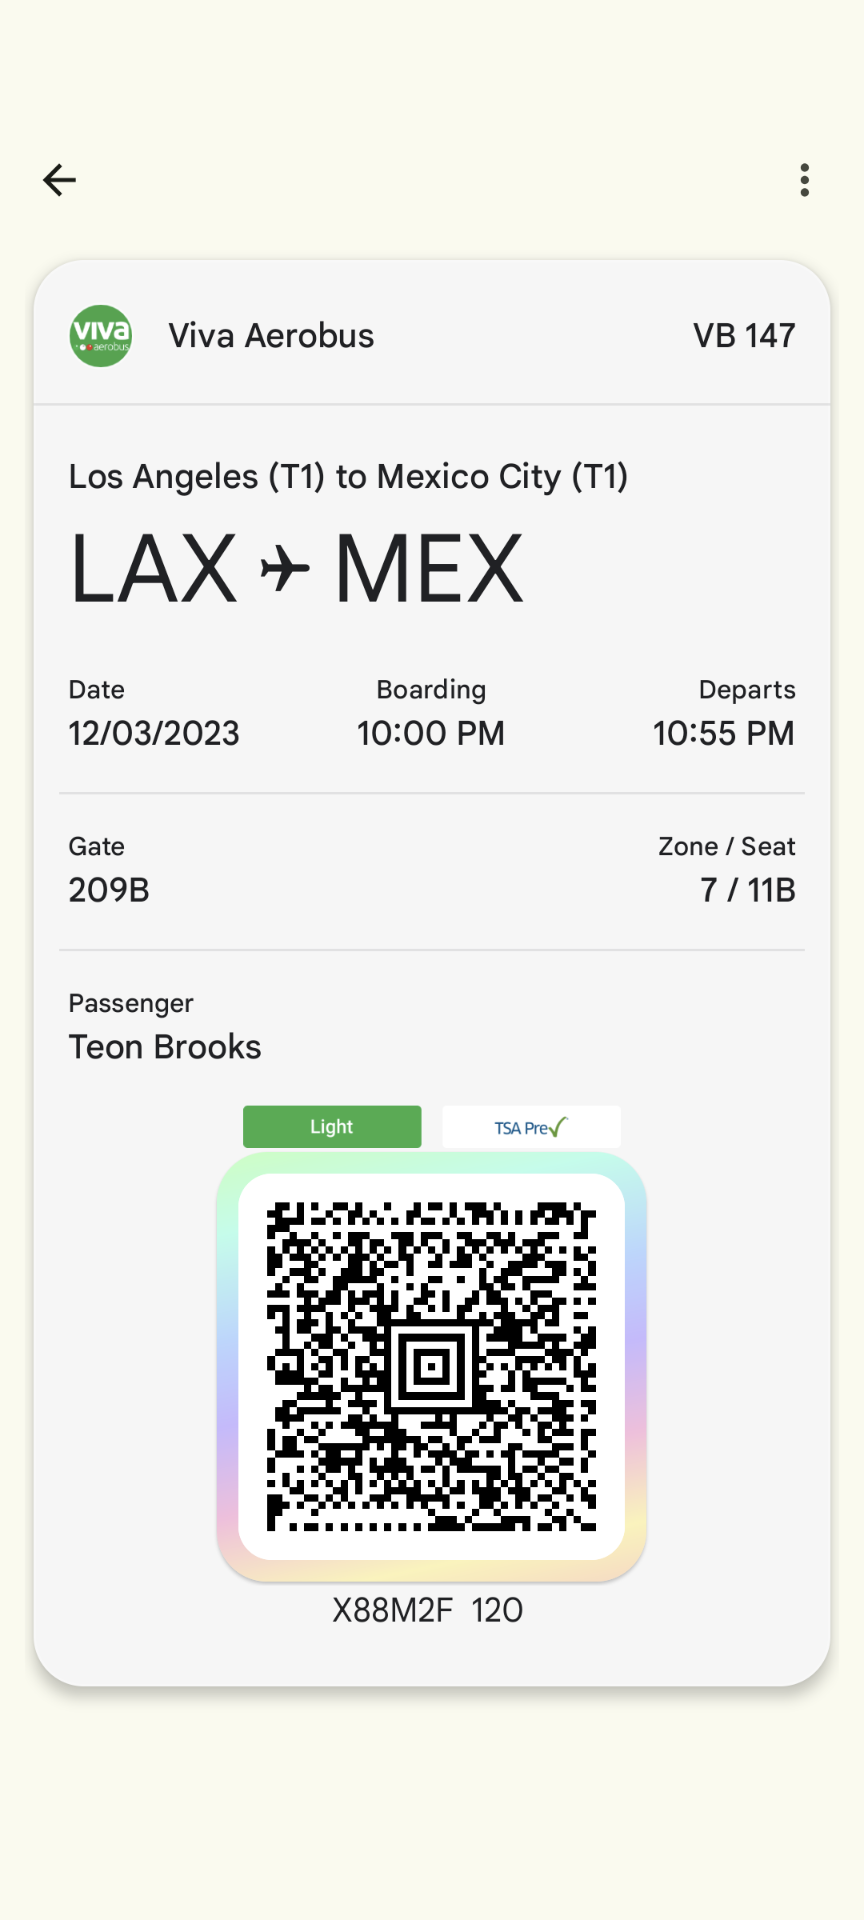 viva
aerobus
Viva Aerobus
VB 147
Los Angeles (T1) to Mexico City (T1)
LAX MEX
Date Boarding Departs
12/03/2023 10:00 PM 10:55 PM
Gate Zone / Seat
209B 7 / 11B
Passenger
Teon Brooks
Light TSA Pre
X88M2F 120